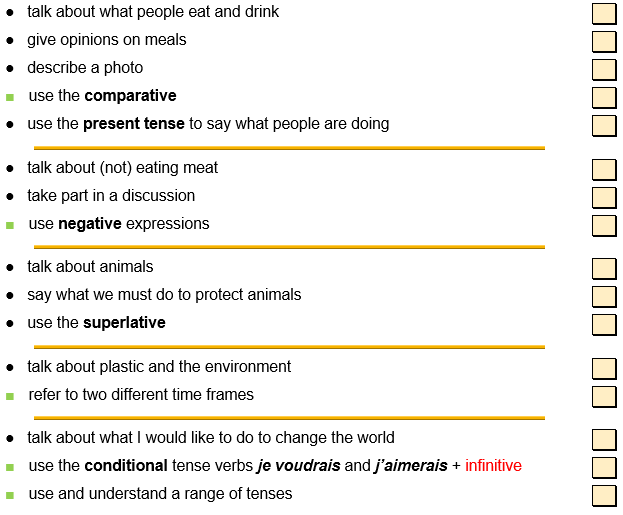 talk about what people eat and drink
give opinions on meals
describe a photo
use the comparative
use the present tense to say what people are doing
talk about (not) eating meat
take part in a discussion
use negative expressions
talk about animals
say what we must do to protect animals
use the superlative
talk about plastic and the environment
refer to two different time frames
talk about what I would like to do to change the world
use the conditional tense verbs je voudrais and j’aimerais + infinitive
use and understand a range of tenses